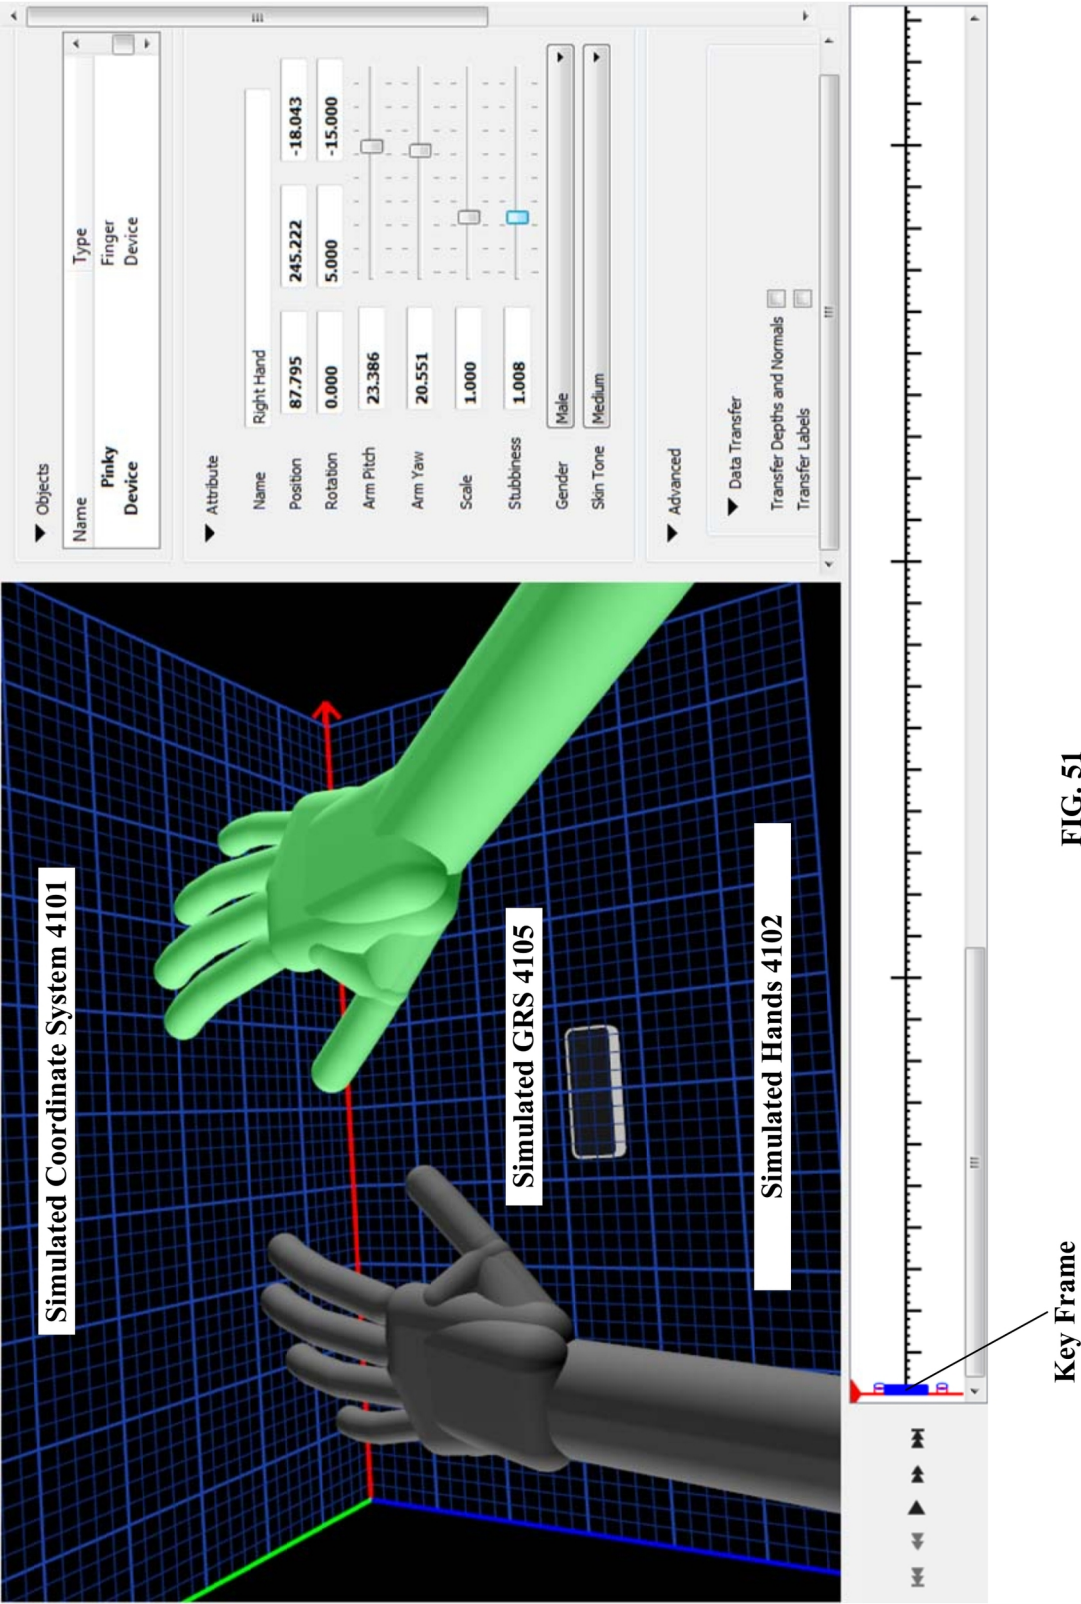 Simulated Coordinate System 4101
Simulated GRS 4105
Simulated Hands 4102
Objects
Name Type
Pinky Device Finger Device
Attribute
Name Right Hand
Position 87.795 245.222 -18.043
Rotation 0.000 5.000 -15.000
Arm Pitch 23.386
Arm Yaw 20.551
Scale 1.000
Stubbiness 1.008
Gender Male
Skin Tone Medium
Advanced
Data Transfer
Transfer Depths and Normals
Transfer Labels
0
0
Key Frame
FIG. 51